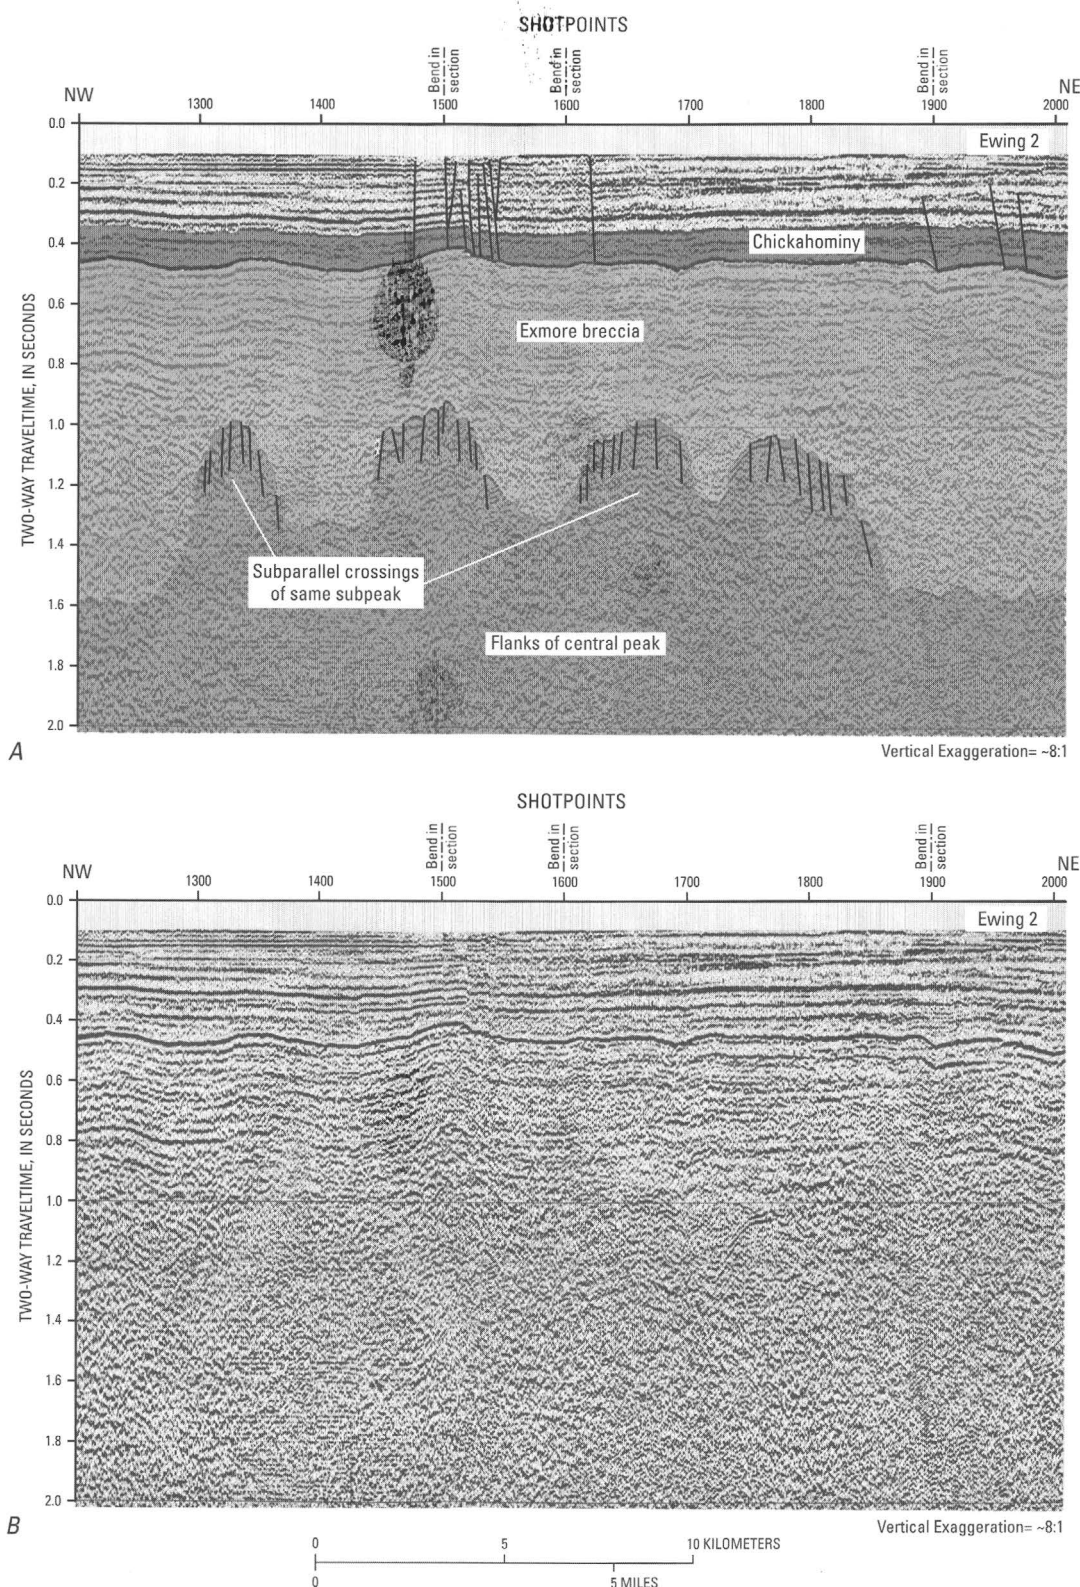 SHOTPOINTS
Bend in
section
Bend in
section
Bend in
section
NW
NE
1300 1400 1500 1600 1700 1800 1900 2000
Ewing 2
0.0
0.2
0.4
0.6
0.8
1.0
1.2
1.4
1.6
1.8
2.0
TWO-WAY TRAVELTIME, IN SECONDS
Chickahominy
Exmore breccia
Subparallel crossings
of same subpeak
Flanks of central peak
A
Vertical Exaggeration= ~8:1
SHOTPOINTS
Bend in
section
Bend in
section
Bend in
section
NW
NE
1300 1400 1500 1600 1700 1800 1900 2000
Ewing 2
0.0
0.2
0.4
0.6
0.8
1.0
1.2
1.4
1.6
1.8
2.0
TWO-WAY TRAVELTIME, IN SECONDS
B
Vertical Exaggeration= ~8:1
0 5 10 KILOMETERS
0 5 MILES